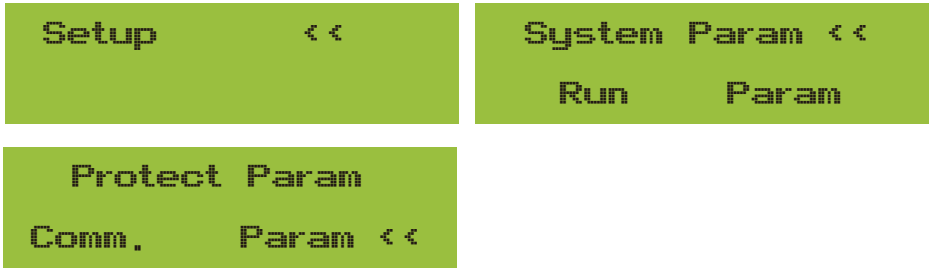 Setup <<
System Param <<
Run Param
Protect Param
Comm. Param <<